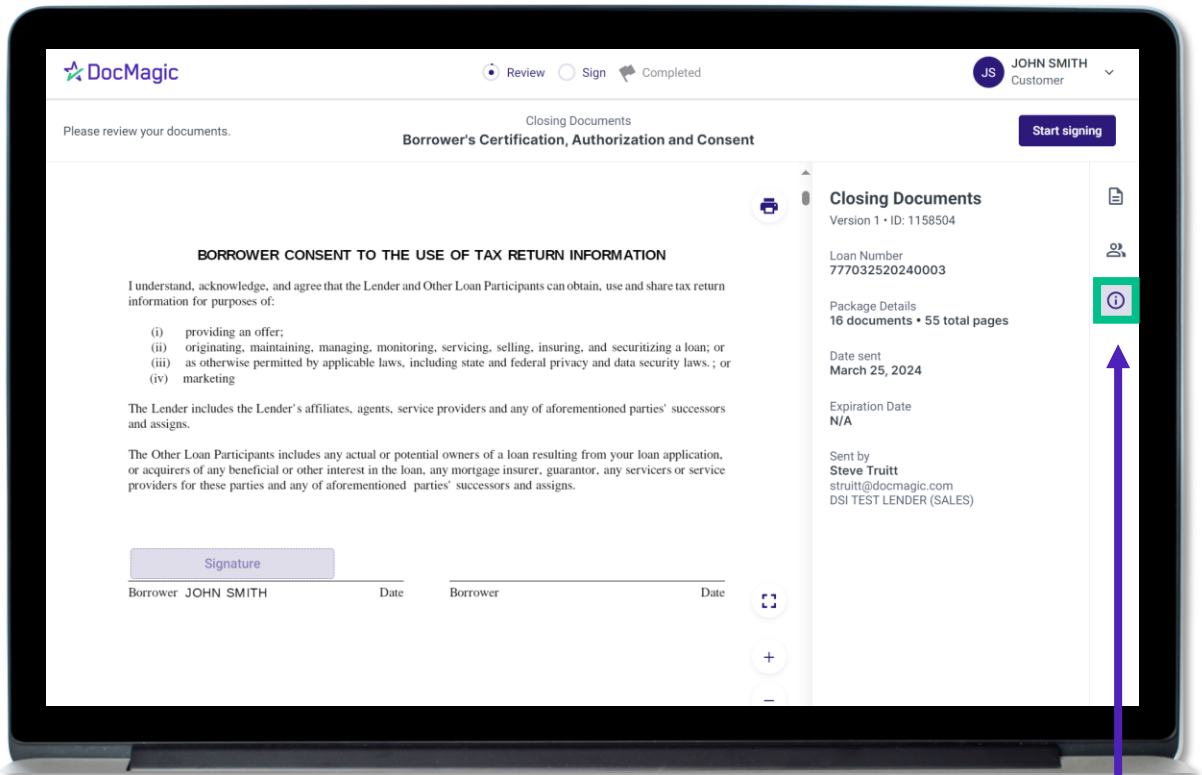 DocMagic
Review Sign Completed
JS
JOHN SMITH
Customer
Please review your documents.
Closing Documents
Borrower's Certification, Authorization and Consent
Start signing
BORROWER CONSENT TO THE USE OF TAX RETURN INFORMATION
I understand, acknowledge, and agree that the Lender and Other Loan Participants can obtain, use and share tax return
information for purposes of:
(i) providing an offer;
(ii) originating, maintaining, managing, monitoring, servicing, selling, insuring, and securitizing a loan; or
(iii) as otherwise permitted by applicable laws, including state and federal privacy and data security laws. ; or
(iv) marketing
The Lender includes the Lender's affiliates, agents, service providers and any of aforementioned parties' successors
and assigns.
The Other Loan Participants includes any actual or potential owners of a loan resulting from your loan application,
or acquirers of any beneficial or other interest in the loan, any mortgage insurer, guarantor, any servicers or service
providers for these parties and any of aforementioned parties' successors and assigns.
Signature
Borrower JOHN SMITH Date Borrower Date
Closing Documents
Version 1 • ID: 1158504
Loan Number
777032520240003
Package Details
16 documents • 55 total pages
Date sent
March 25, 2024
Expiration Date
N/A
Sent by
Steve Truitt
struitt@docmagic.com
DSI TEST LENDER (SALES)